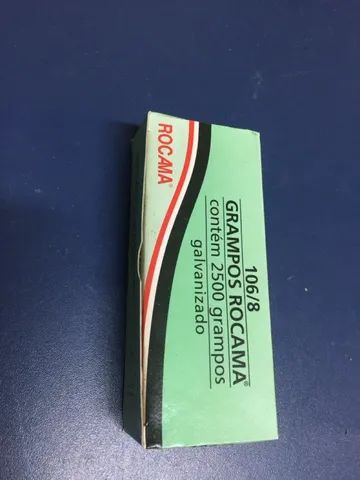 ROCAMA®
106/8
GRAMPOS ROCAMA®
contém 2500 grampos
galvanizado